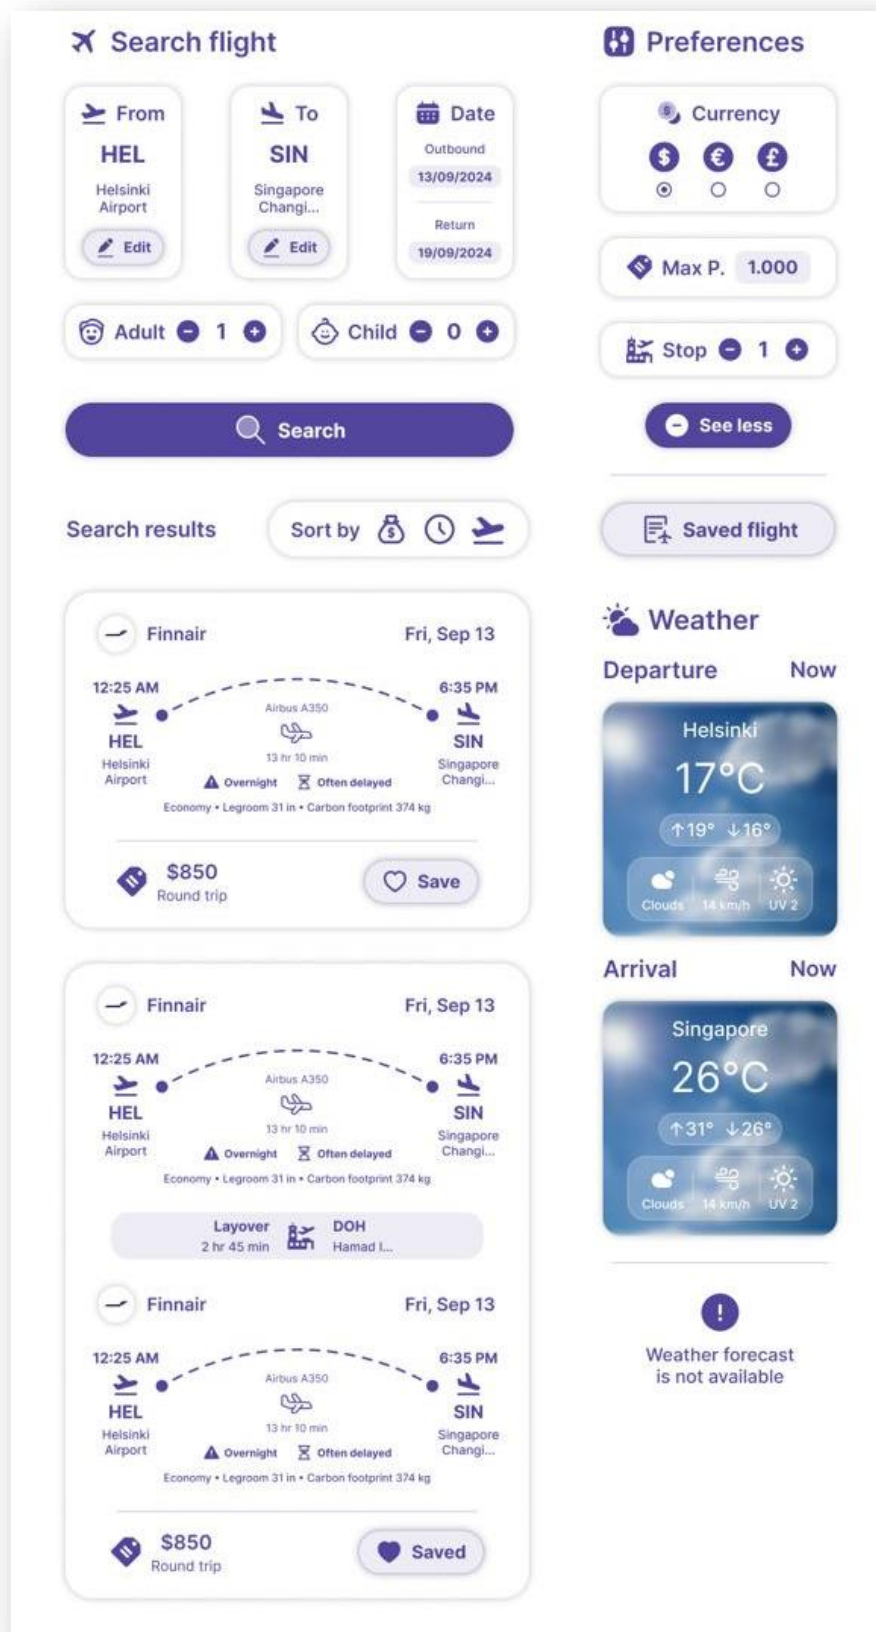 Search flight
From
HEL
Helsinki
Airport
Edit
To
SIN
Singapore
Changi...
Edit
Date
Outbound
13/09/2024
Return
19/09/2024
Adult 1
Child 0
Search
Search results
Sort by
Finnair
Fri, Sep 13
12:25 AM
HEL
Helsinki
Airport
Airbus A350
13 hr 10 min
6:35 PM
SIN
Singapore
Changi...
Overnight
Often delayed
Economy • Legroom 31 in • Carbon footprint 374 kg
$850
Round trip
Save
Finnair
Fri, Sep 13
12:25 AM
HEL
Helsinki
Airport
Airbus A350
13 hr 10 min
6:35 PM
SIN
Singapore
Changi...
Overnight
Often delayed
Economy • Legroom 31 in • Carbon footprint 374 kg
Layover
2 hr 45 min
DOH
Hamad I...
Finnair
Fri, Sep 13
12:25 AM
HEL
Helsinki
Airport
Airbus A350
13 hr 10 min
6:35 PM
SIN
Singapore
Changi...
Overnight
Often delayed
Economy • Legroom 31 in • Carbon footprint 374 kg
$850
Round trip
Saved
Preferences
Currency
$ € £
Max P. 1.000
Stop 1
See less
Saved flight
Weather
Departure
Now
Helsinki
17°C
↑19° ↓16°
Clouds
14 km/h
UV 2
Arrival
Now
Singapore
26°C
↑31° ↓26°
Clouds
14 km/h
UV 2
Weather forecast
is not available